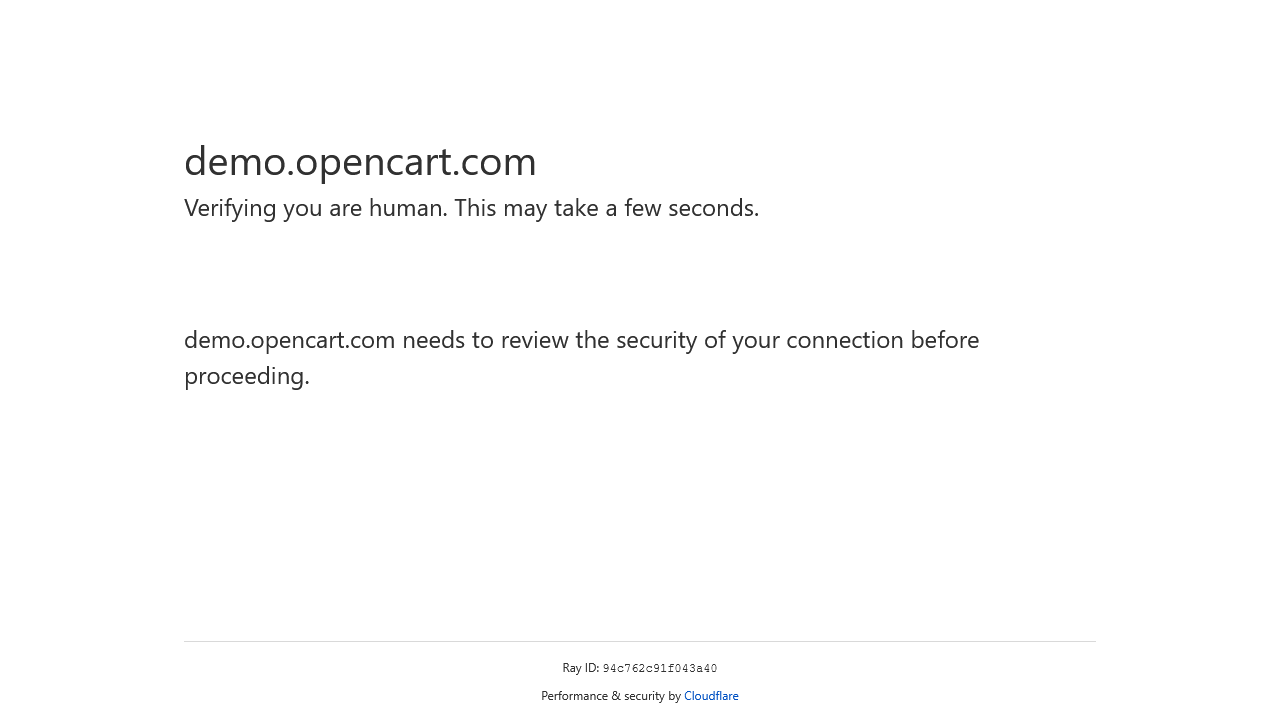 demo.opencart.com
Verifying you are human. This may take a few seconds.
demo.opencart.com needs to review the security of your connection before
proceeding.
Ray ID: 94c762c91f043a40
Performance & security by Cloudflare